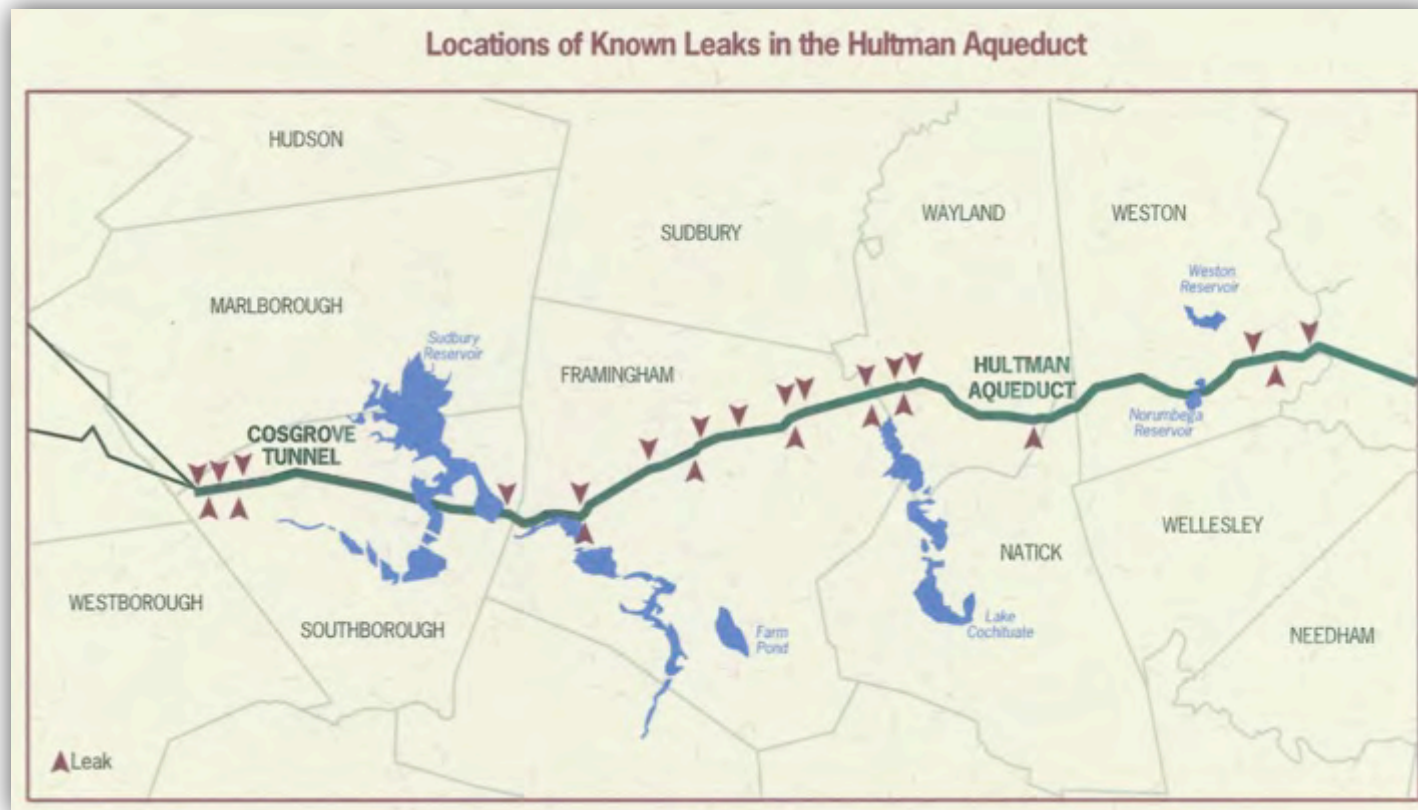 Locations of Known Leaks in the Hultman Aqueduct
HUDSON
SUDBURY
WAYLAND
WESTON
Weston
Reservoir
MARLBOROUGH
Sudbury
Reservoir
FRAMINGHAM
HULTMAN
AQUEDUCT
Norumbega
Reservoir
COSGROVE
TUNNEL
WELLESLEY
NATICK
WESTBOROUGH
SOUTHBOROUGH
Farm
Pond
Lake
Cochituate
NEEDHAM
Leak